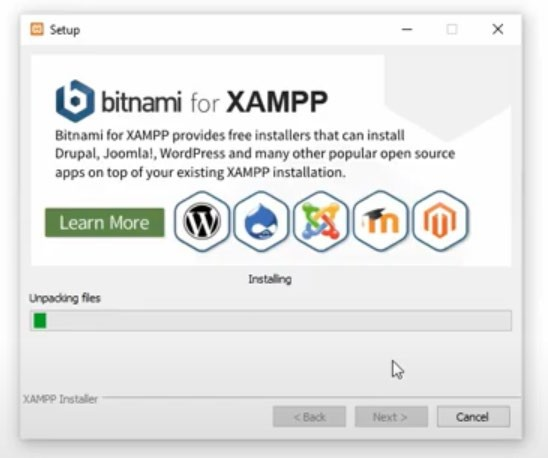 Setup
bitnami for XAMPP
Bitnami for XAMPP provides free installers that can install
Drupal, Joomla!, WordPress and many other popular open source
apps on top of your existing XAMPP installation.
Learn More
Installing
Unpacking files
XAMPP Installer
< Back
Next >
Cancel